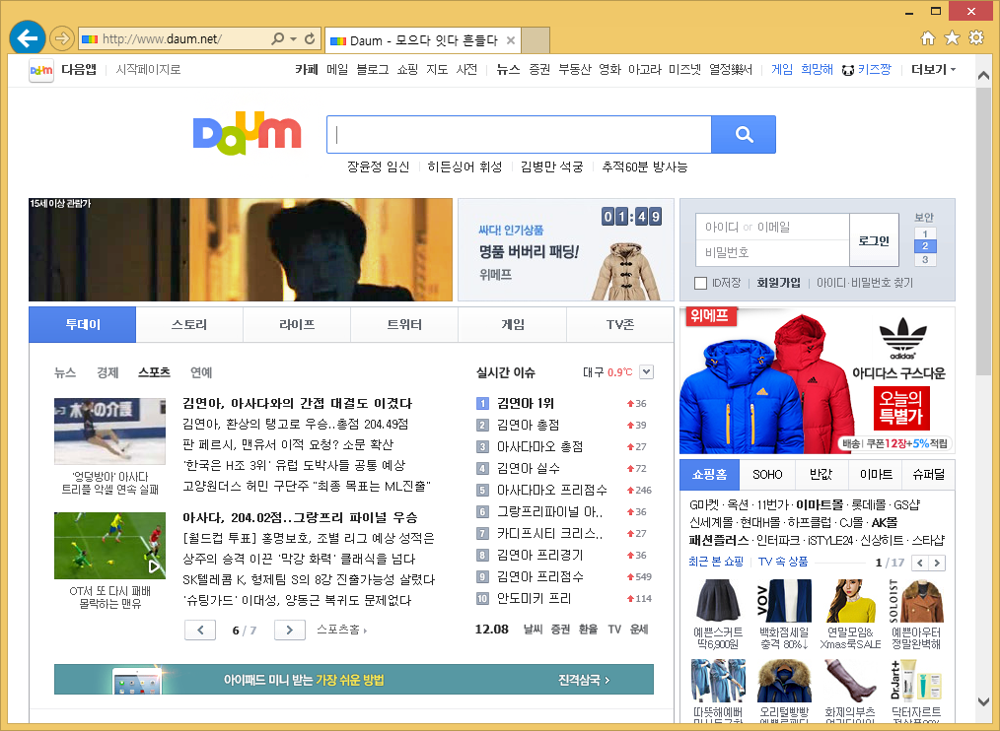 http://www.daum.net/
Daum - 모으다 잇다 흔들다
Daum 다음앱 시작페이지로
카페 메일 블로그 쇼핑 지도 사전 뉴스 증권 부동산 영화 아고라 미즈넷 열정樂서 게임 희망해 키즈짱 더보기
Daum
장윤정 임신 히든싱어 휘성 김병만 석궁 추적60분 방사능
15세 이상 관람가
01:49
싸다! 인기상품
명품 버버리 패딩!
위메프
아이디 or 이메일
비밀번호
로그인
보안
1
2
3
ID저장 회원가입 아이디·비밀번호 찾기
투데이 스토리 라이프 트위터 게임 TV존
뉴스 경제 스포츠 연예
木の介護
'엉덩방아' 아사다
트리플 악셀 연속 실패
김연아, 아사다와의 간접 대결도 이겼다
김연아, 환상의 탱고로 우승..총점 204.49점
판 페르시, 맨유서 이적 요청? 소문 확산
'한국은 H조 3위' 유럽 도박사들 공통 예상
고양원더스 허민 구단주 "최종 목표는 ML진출"
OT서 또 다시 패배
몰락하는 맨유
아사다, 204.02점..그랑프리 파이널 우승
[월드컵 투표] 홍명보호, 조별 리그 예상 성적은
상주의 승격 이끈 '막강 화력' 클래식을 넘다
SK텔레콤 K, 형제팀 S의 8강 진출가능성 살렸다
'슈팅가드' 이대성, 양동근 복귀도 문제없다
6 / 7 스포츠홈
실시간 이슈 대구 0.9℃
1 김연아 1위 36
2 김연아 총점 39
3 아사다마오 총점 27
4 김연아 실수 72
5 아사다마오 프리점수 246
6 그랑프리파이널 아.. 36
7 카디프시티 크리스.. 27
8 김연아 프리경기 36
9 김연아 프리점수 549
10 안도미키 프리 114
12.08 날씨 증권 환율 TV 운세
아이패드 미니 받는 가장 쉬운 방법 진격삼국
위메프
adidas
아디다스 구스다운
오늘의
특별가
배송! 쿠폰12장+5%적립
쇼핑홈 SOHO 반값 이마트 슈퍼딜
G마켓 · 옥션 · 11번가 · 이마트몰 · 롯데i몰 · GS샵
신세계몰 · 현대H몰 · 하프클럽 · CJ몰 · AK몰
패션플러스 · 인터파크 · iSTYLE24 · 신상히트 · 스타샵
최근 본 쇼핑 TV 속 상품 1 / 17
VOV
SOLOIST
예쁜스커트
딱6,900원
백화점세일
충격 80%↓
연말모임&
Xmas룩SALE
예쁜아우터
정말완벽해
Dr.Jart+
따뜻해예뻐
오리털빵빵
화제의부츠
닥터자르트